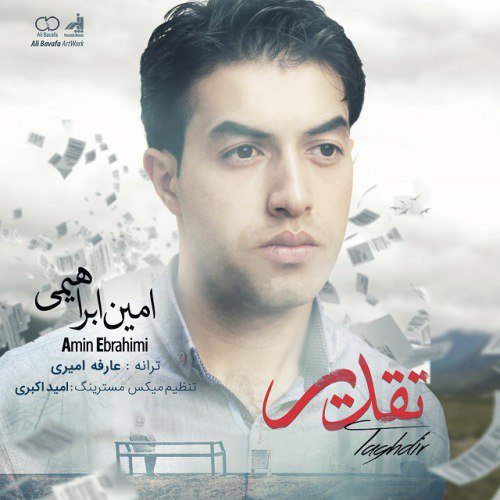 Ali Bavafa
Ali Bavafa ArtWork
امین ابراهیمی
Amin Ebrahimi
ترانه : عارفه امیری
تنظیم میکس مسترینگ : امید اکبری
تقدیر
Taghdir